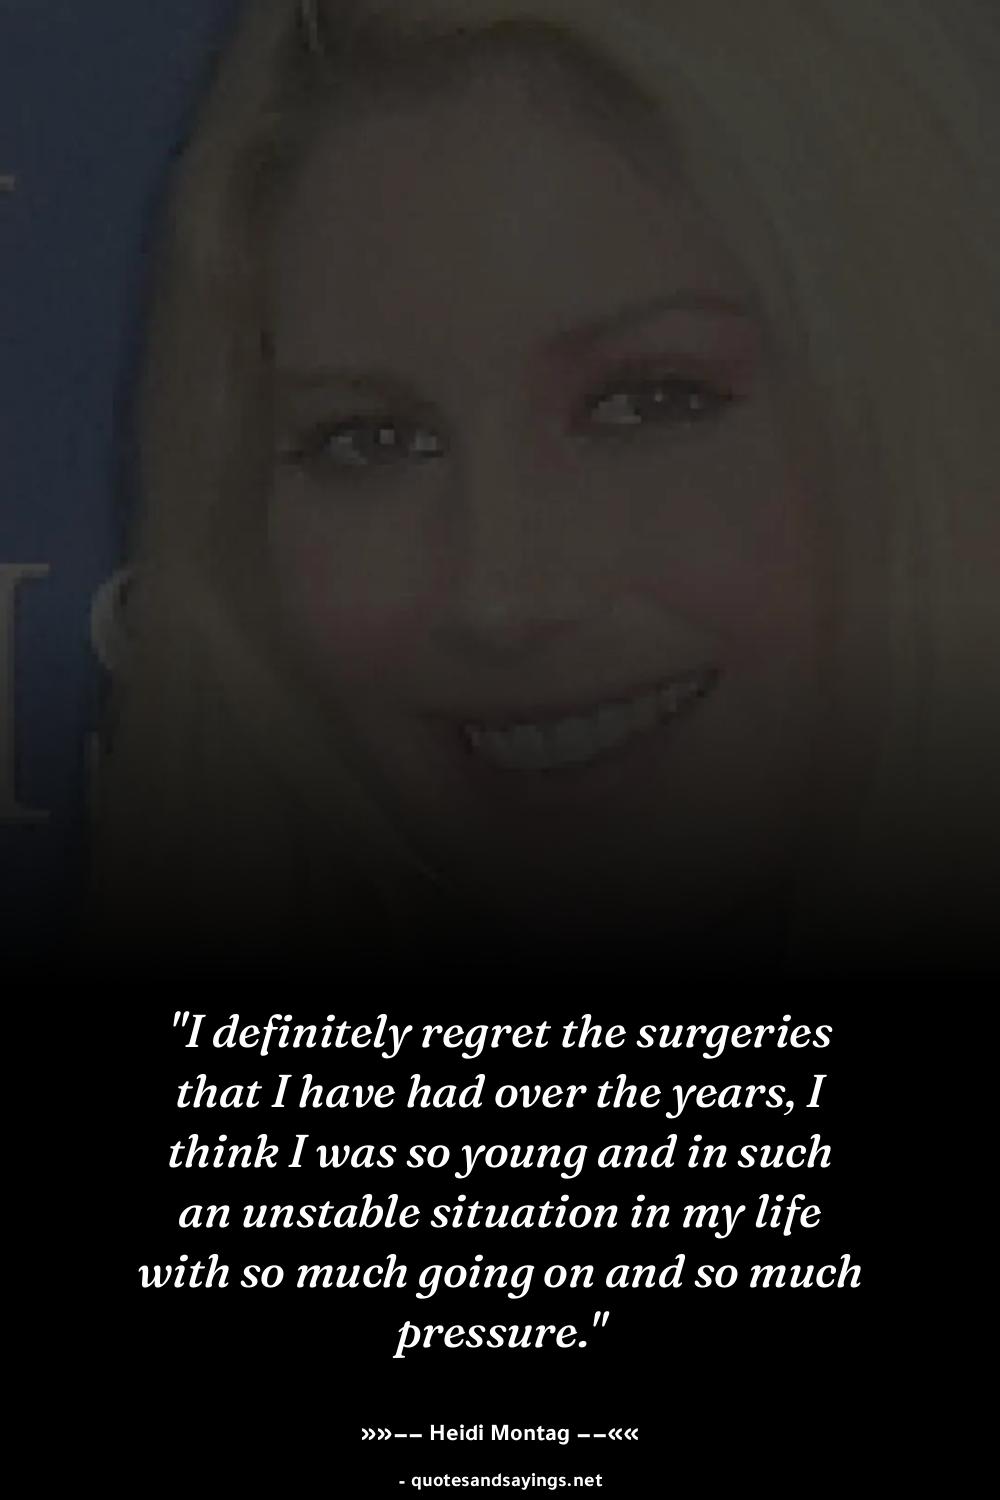 "I definitely regret the surgeries
that I have had over the years, I
think I was so young and in such
an unstable situation in my life
with so much going on and so much
pressure."
»»−− Heidi Montag −−««
- quotesandsayings.net